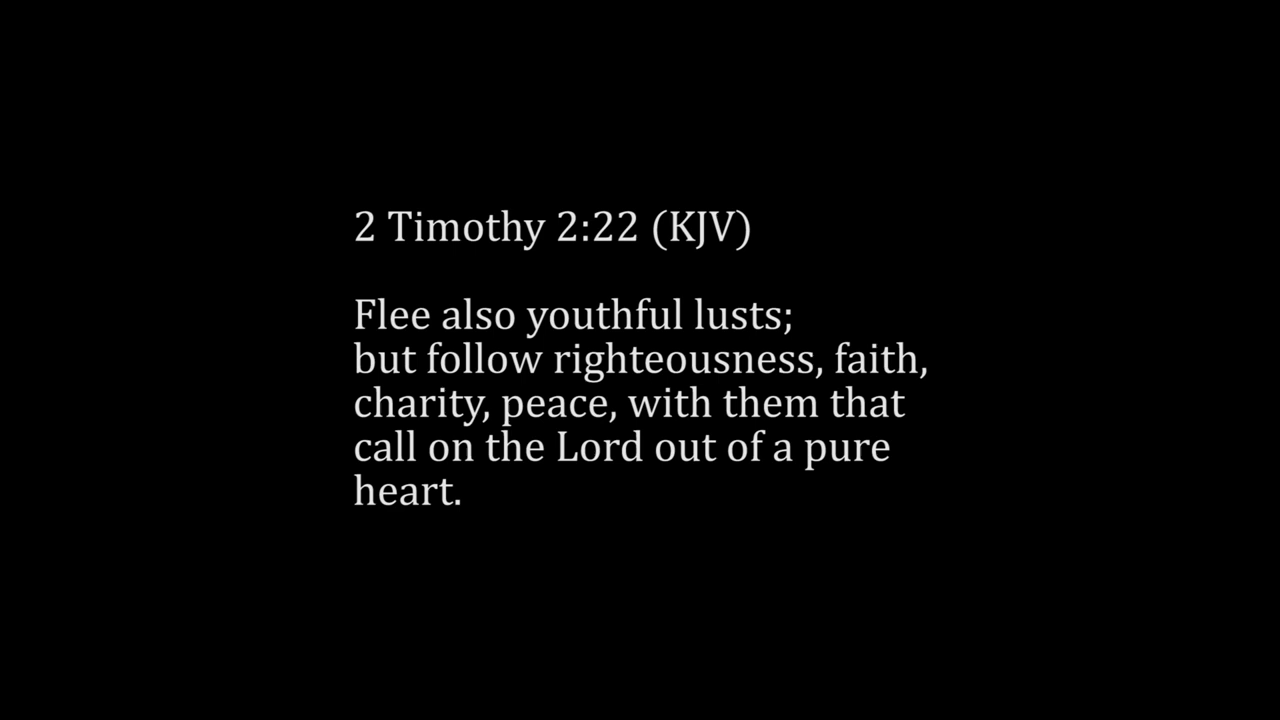 2 Timothy 2:22 (KJV)
Flee also youthful lusts;
but follow righteousness, faith,
charity, peace, with them that
call on the Lord out of a pure
heart.